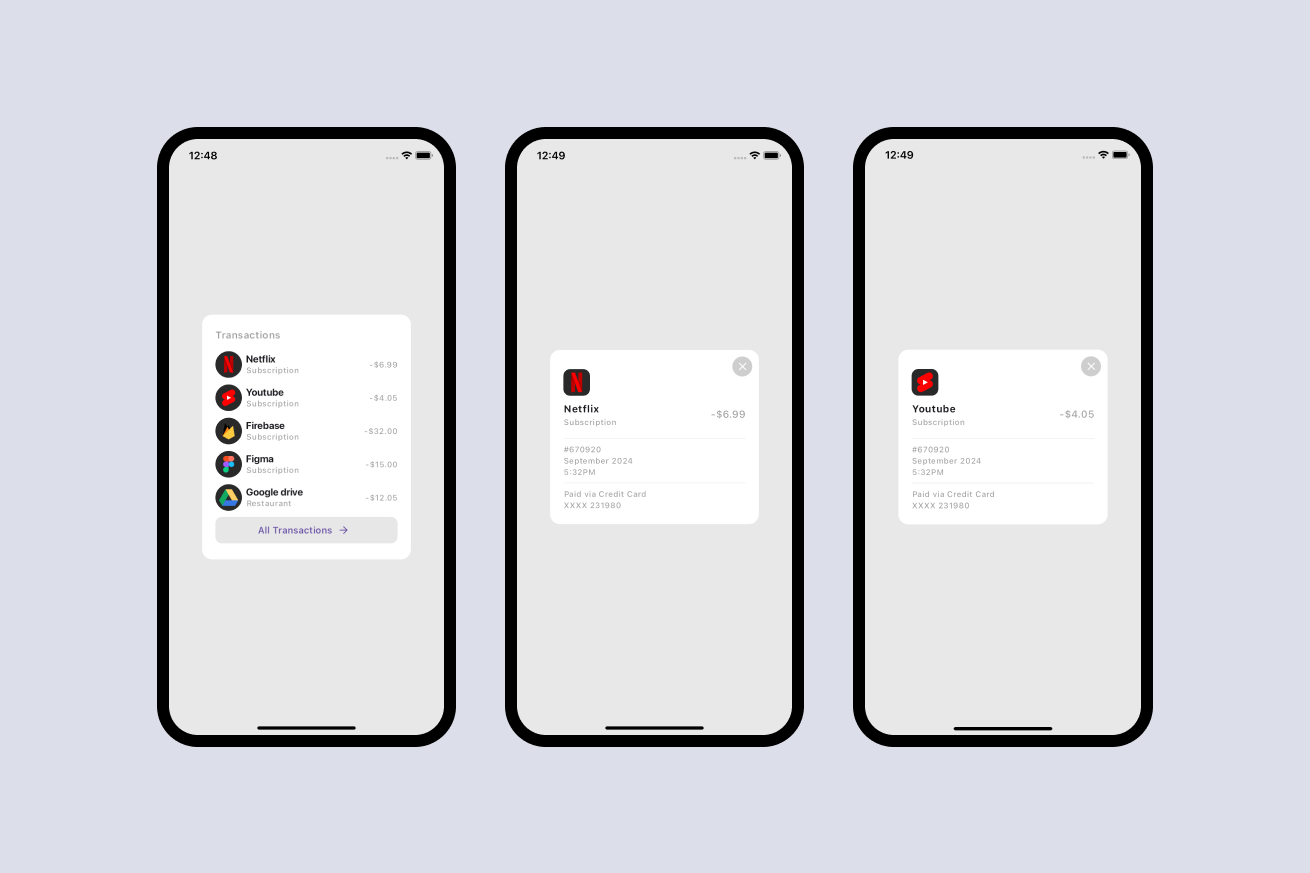 12:48
Transactions
Netflix
Subscription
-$6.99
Youtube
Subscription
-$4.05
Firebase
Subscription
-$32.00
Figma
Subscription
-$15.00
Google drive
Restaurant
-$12.05
All Transactions
12:49
Netflix
Subscription
-$6.99
#670920
September 2024
5:32PM
Paid via Credit Card
XXXX 231980
12:49
Youtube
Subscription
-$4.05
#670920
September 2024
5:32PM
Paid via Credit Card
XXXX 231980